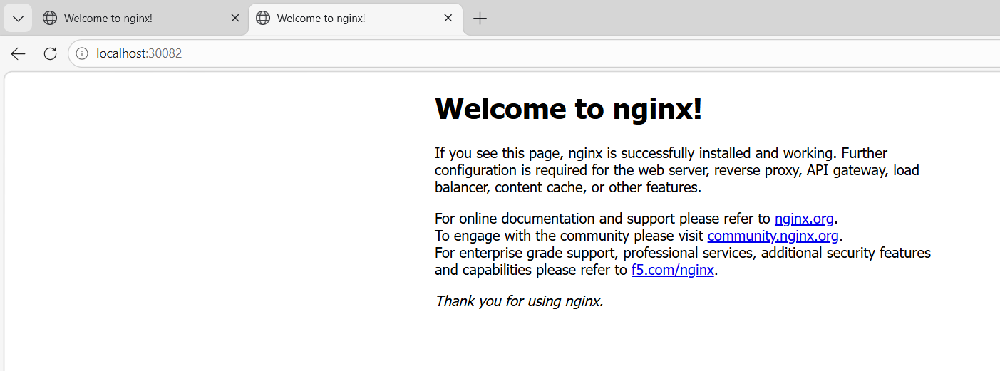 Welcome to nginx!
Welcome to nginx!
localhost:30082
Welcome to nginx!
If you see this page, nginx is successfully installed and working. Further
configuration is required for the web server, reverse proxy, API gateway, load
balancer, content cache, or other features.
For online documentation and support please refer to nginx.org.
To engage with the community please visit community.nginx.org.
For enterprise grade support, professional services, additional security features
and capabilities please refer to f5.com/nginx.
Thank you for using nginx.